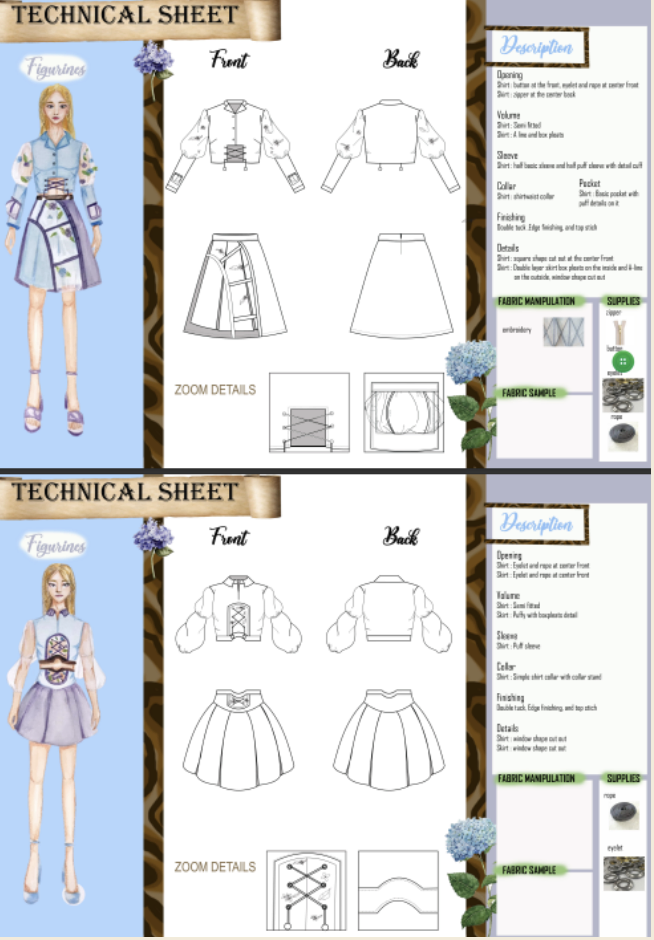 TECHNICAL SHEET
Figurines
Front
Back
Description
Opening
Shirt : button at the front, eyelet and rope at center front
Skirt : zipper at the center back
Volume
Shirt : Semi fitted
Skirt : A line and box pleats
Sleeve
Shirt : half basic sleeve and half puff sleeve with detail cuff
Collar
Shirt : shirtwaist collar
Pocket
Skirt : Basic pocket with
puff details on it
Finishing
Double tuck, Edge finishing, and top stich
Details
Shirt : square shape cut out at the center front
Skirt : Double layer skirt box pleats on the inside and A-line
on the outside, window shape cut out
FABRIC MANIPULATION
SUPPLIES
zipper
embroidery
button
eyelet
FABRIC SAMPLE
rope
ZOOM DETAILS
TECHNICAL SHEET
Figurines
Front
Back
Description
Opening
Shirt : Eyelet and rope at center front
Skirt : Eyelet and rope at center front
Volume
Shirt : Semi fitted
Skirt : Puffy with boxpleats detail
Sleeve
Shirt : Puff sleeve
Collar
Shirt : Simple shirt collar with collar stand
Finishing
Double tuck, Edge finishing, and top stich
Details
Shirt : window shape cut out
Skirt : window shape cut out
FABRIC MANIPULATION
SUPPLIES
rope
eyelet
FABRIC SAMPLE
ZOOM DETAILS